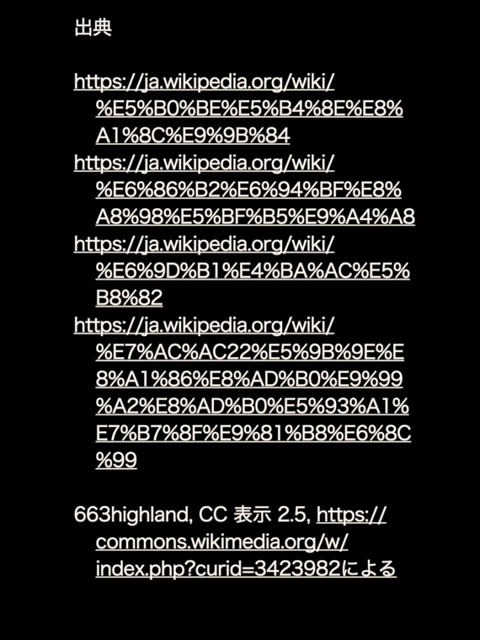 出典
https://ja.wikipedia.org/wiki/
%E5%B0%BE%E5%B4%8E%E8%
A1%8C%E9%9B%84
https://ja.wikipedia.org/wiki/
%E6%86%B2%E6%94%BF%E8%
A8%98%E5%BF%B5%E9%A4%A8
https://ja.wikipedia.org/wiki/
%E6%9D%B1%E4%BA%AC%E5%
B8%82
https://ja.wikipedia.org/wiki/
%E7%AC%AC22%E5%9B%9E%E
8%A1%86%E8%AD%B0%E9%99
%A2%E8%AD%B0%E5%93%A1%
E7%B7%8F%E9%81%B8%E6%8C
%99
663highland, CC 表示 2.5, https://
commons.wikimedia.org/w/
index.php?curid=3423982による